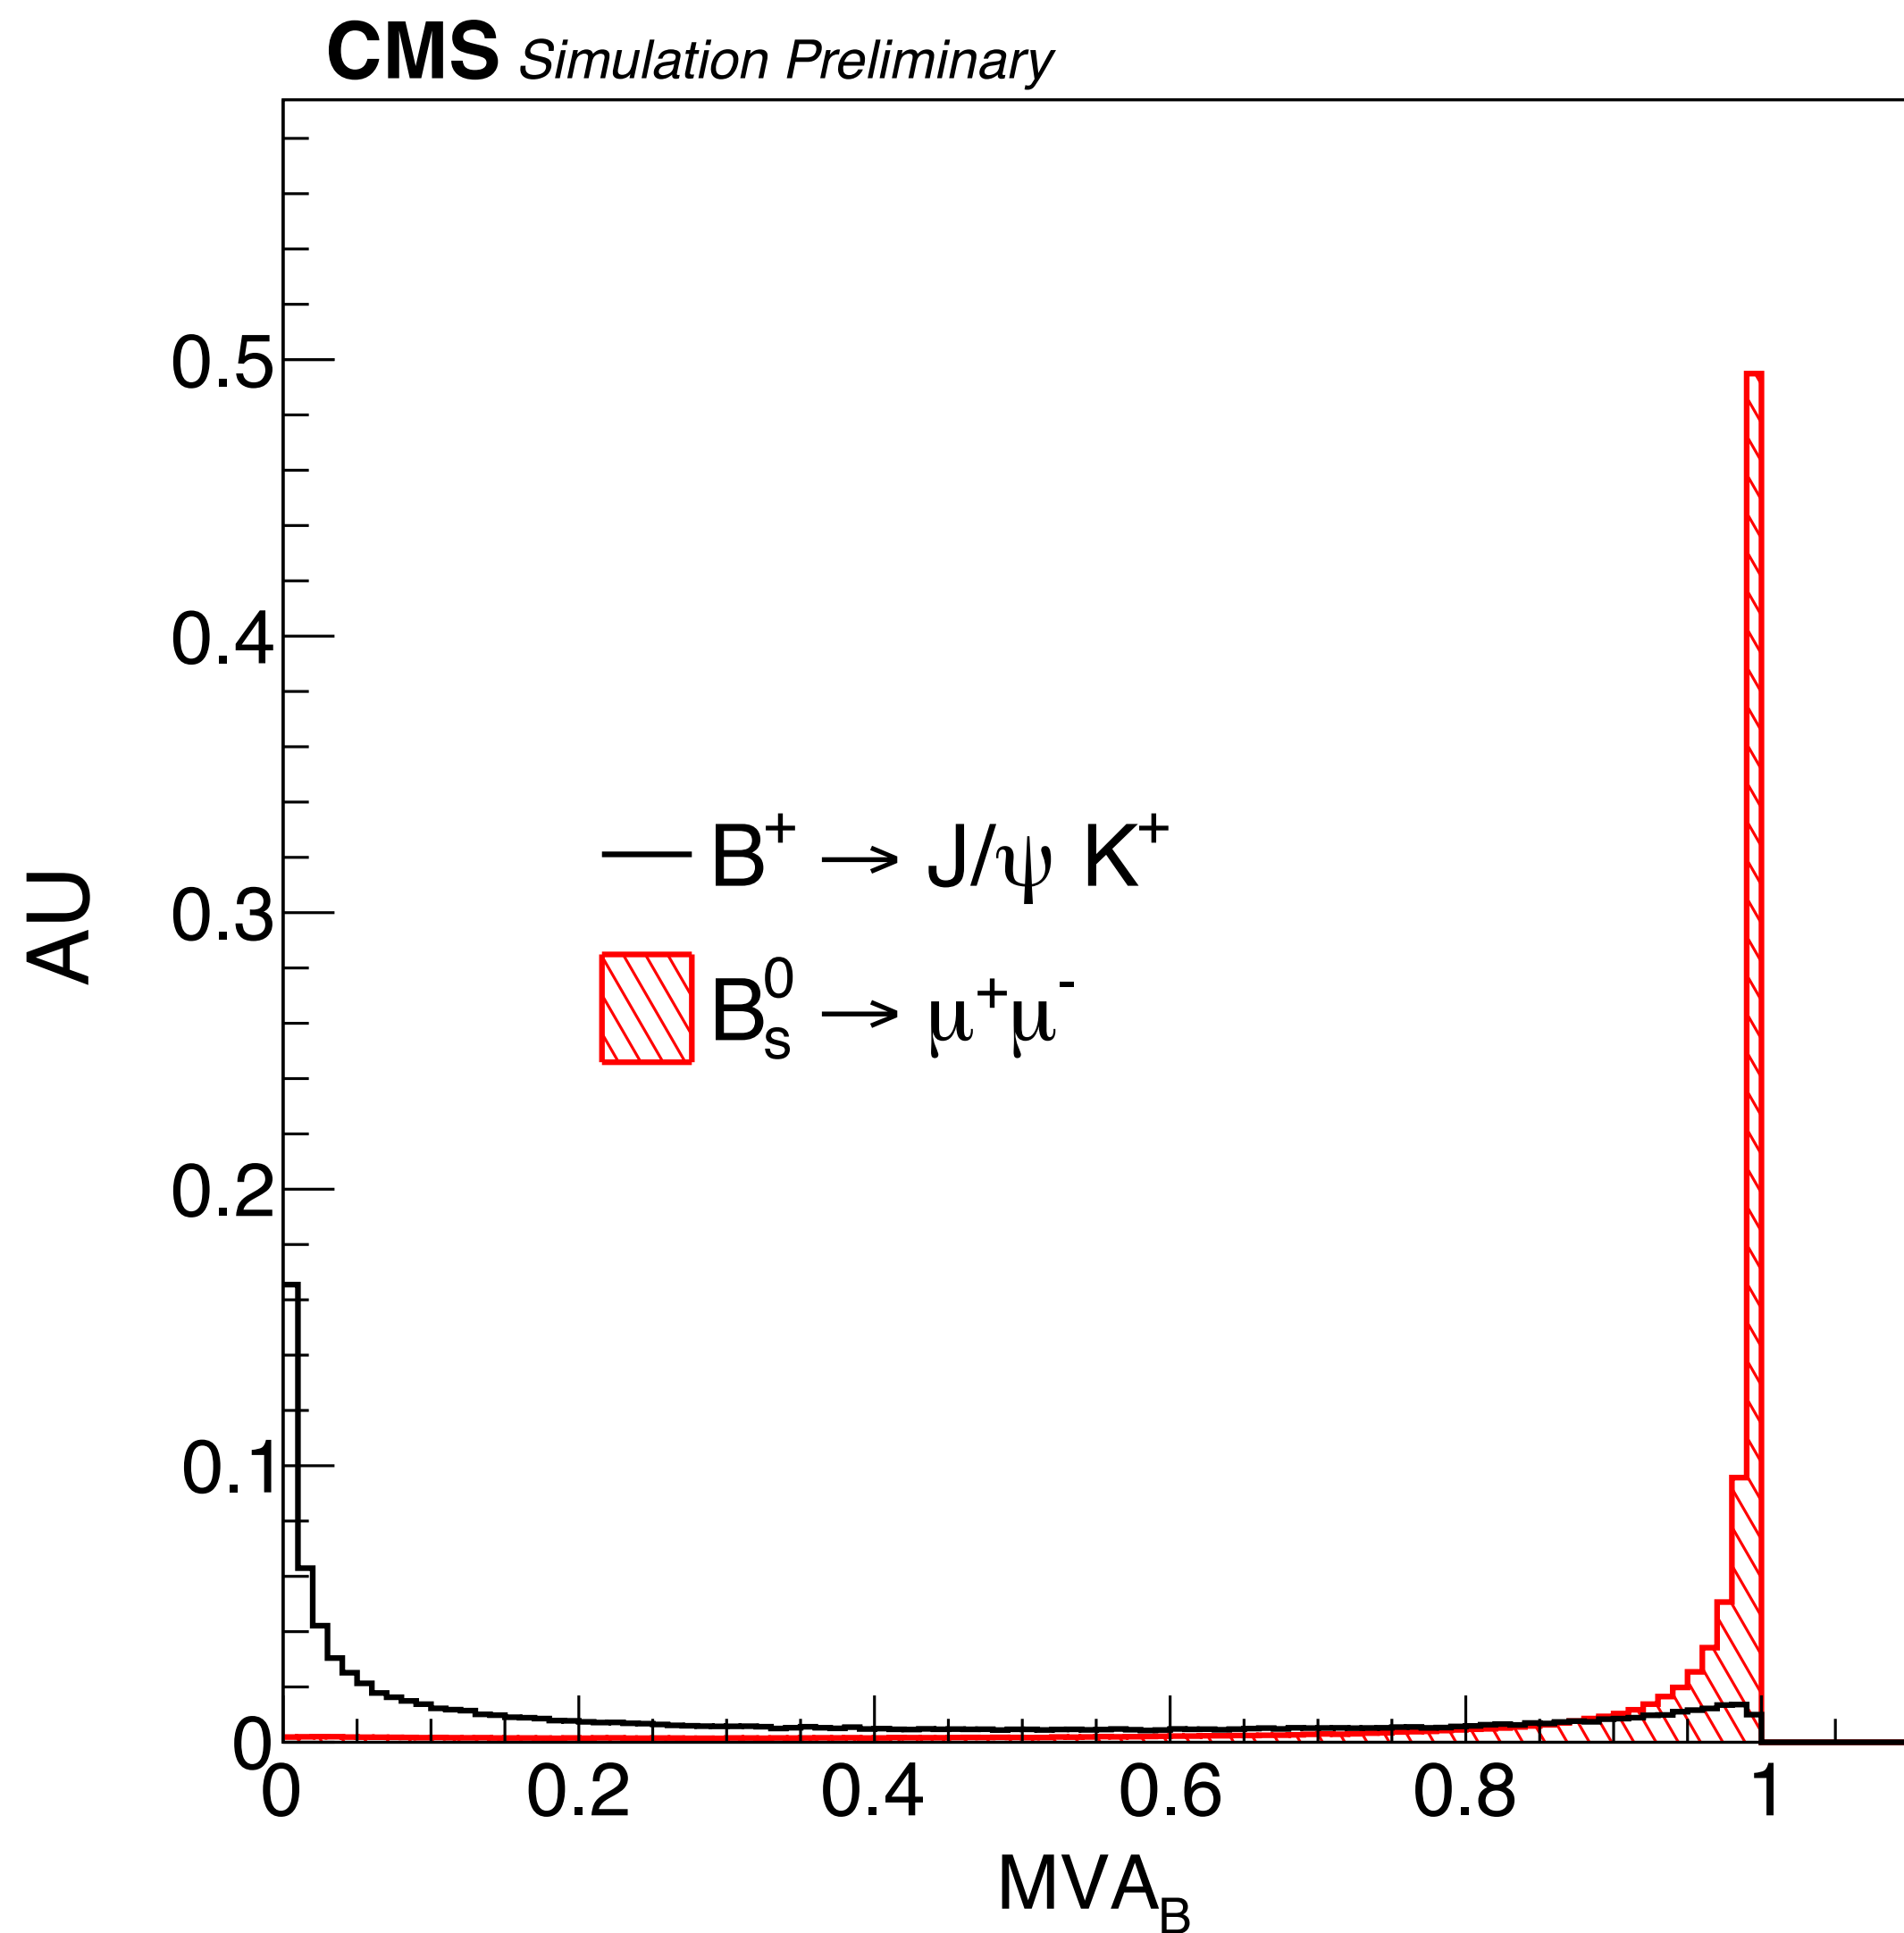 CMS Simulation Preliminary
AU
0.5
0.4
0.3
0.2
0.1
0
B⁺ → J/ψ K⁺
B⁰ₛ → μ⁺μ⁻
0 0.2 0.4 0.6 0.8 1
MVA_B